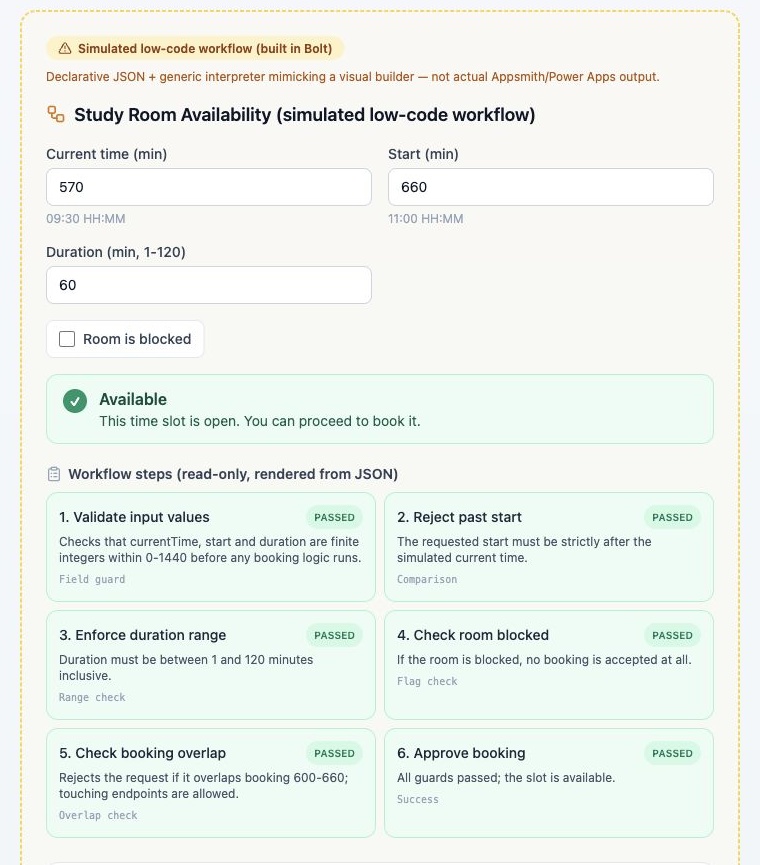 Simulated low-code workflow (built in Bolt)
Declarative JSON + generic interpreter mimicking a visual builder — not actual Appsmith/Power Apps output.
Study Room Availability (simulated low-code workflow)
Current time (min)
570
09:30 HH:MM
Start (min)
660
11:00 HH:MM
Duration (min, 1-120)
60
Room is blocked
Available
This time slot is open. You can proceed to book it.
Workflow steps (read-only, rendered from JSON)
1. Validate input values
PASSED
Checks that currentTime, start and duration are finite
integers within 0-1440 before any booking logic runs.
Field guard
2. Reject past start
PASSED
The requested start must be strictly after the
simulated current time.
Comparison
3. Enforce duration range
PASSED
Duration must be between 1 and 120 minutes
inclusive.
Range check
4. Check room blocked
PASSED
If the room is blocked, no booking is accepted at all.
Flag check
5. Check booking overlap
PASSED
Rejects the request if it overlaps booking 600-660;
touching endpoints are allowed.
Overlap check
6. Approve booking
PASSED
All guards passed; the slot is available.
Success